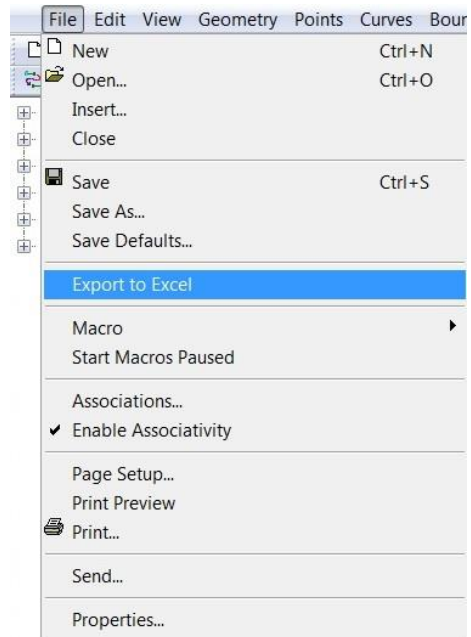 File Edit View Geometry Points Curves Boun
New Ctrl+N
Open... Ctrl+O
Insert...
Close
Save Ctrl+S
Save As...
Save Defaults...
Export to Excel
Macro
Start Macros Paused
Associations...
Enable Associativity
Page Setup...
Print Preview
Print...
Send...
Properties...